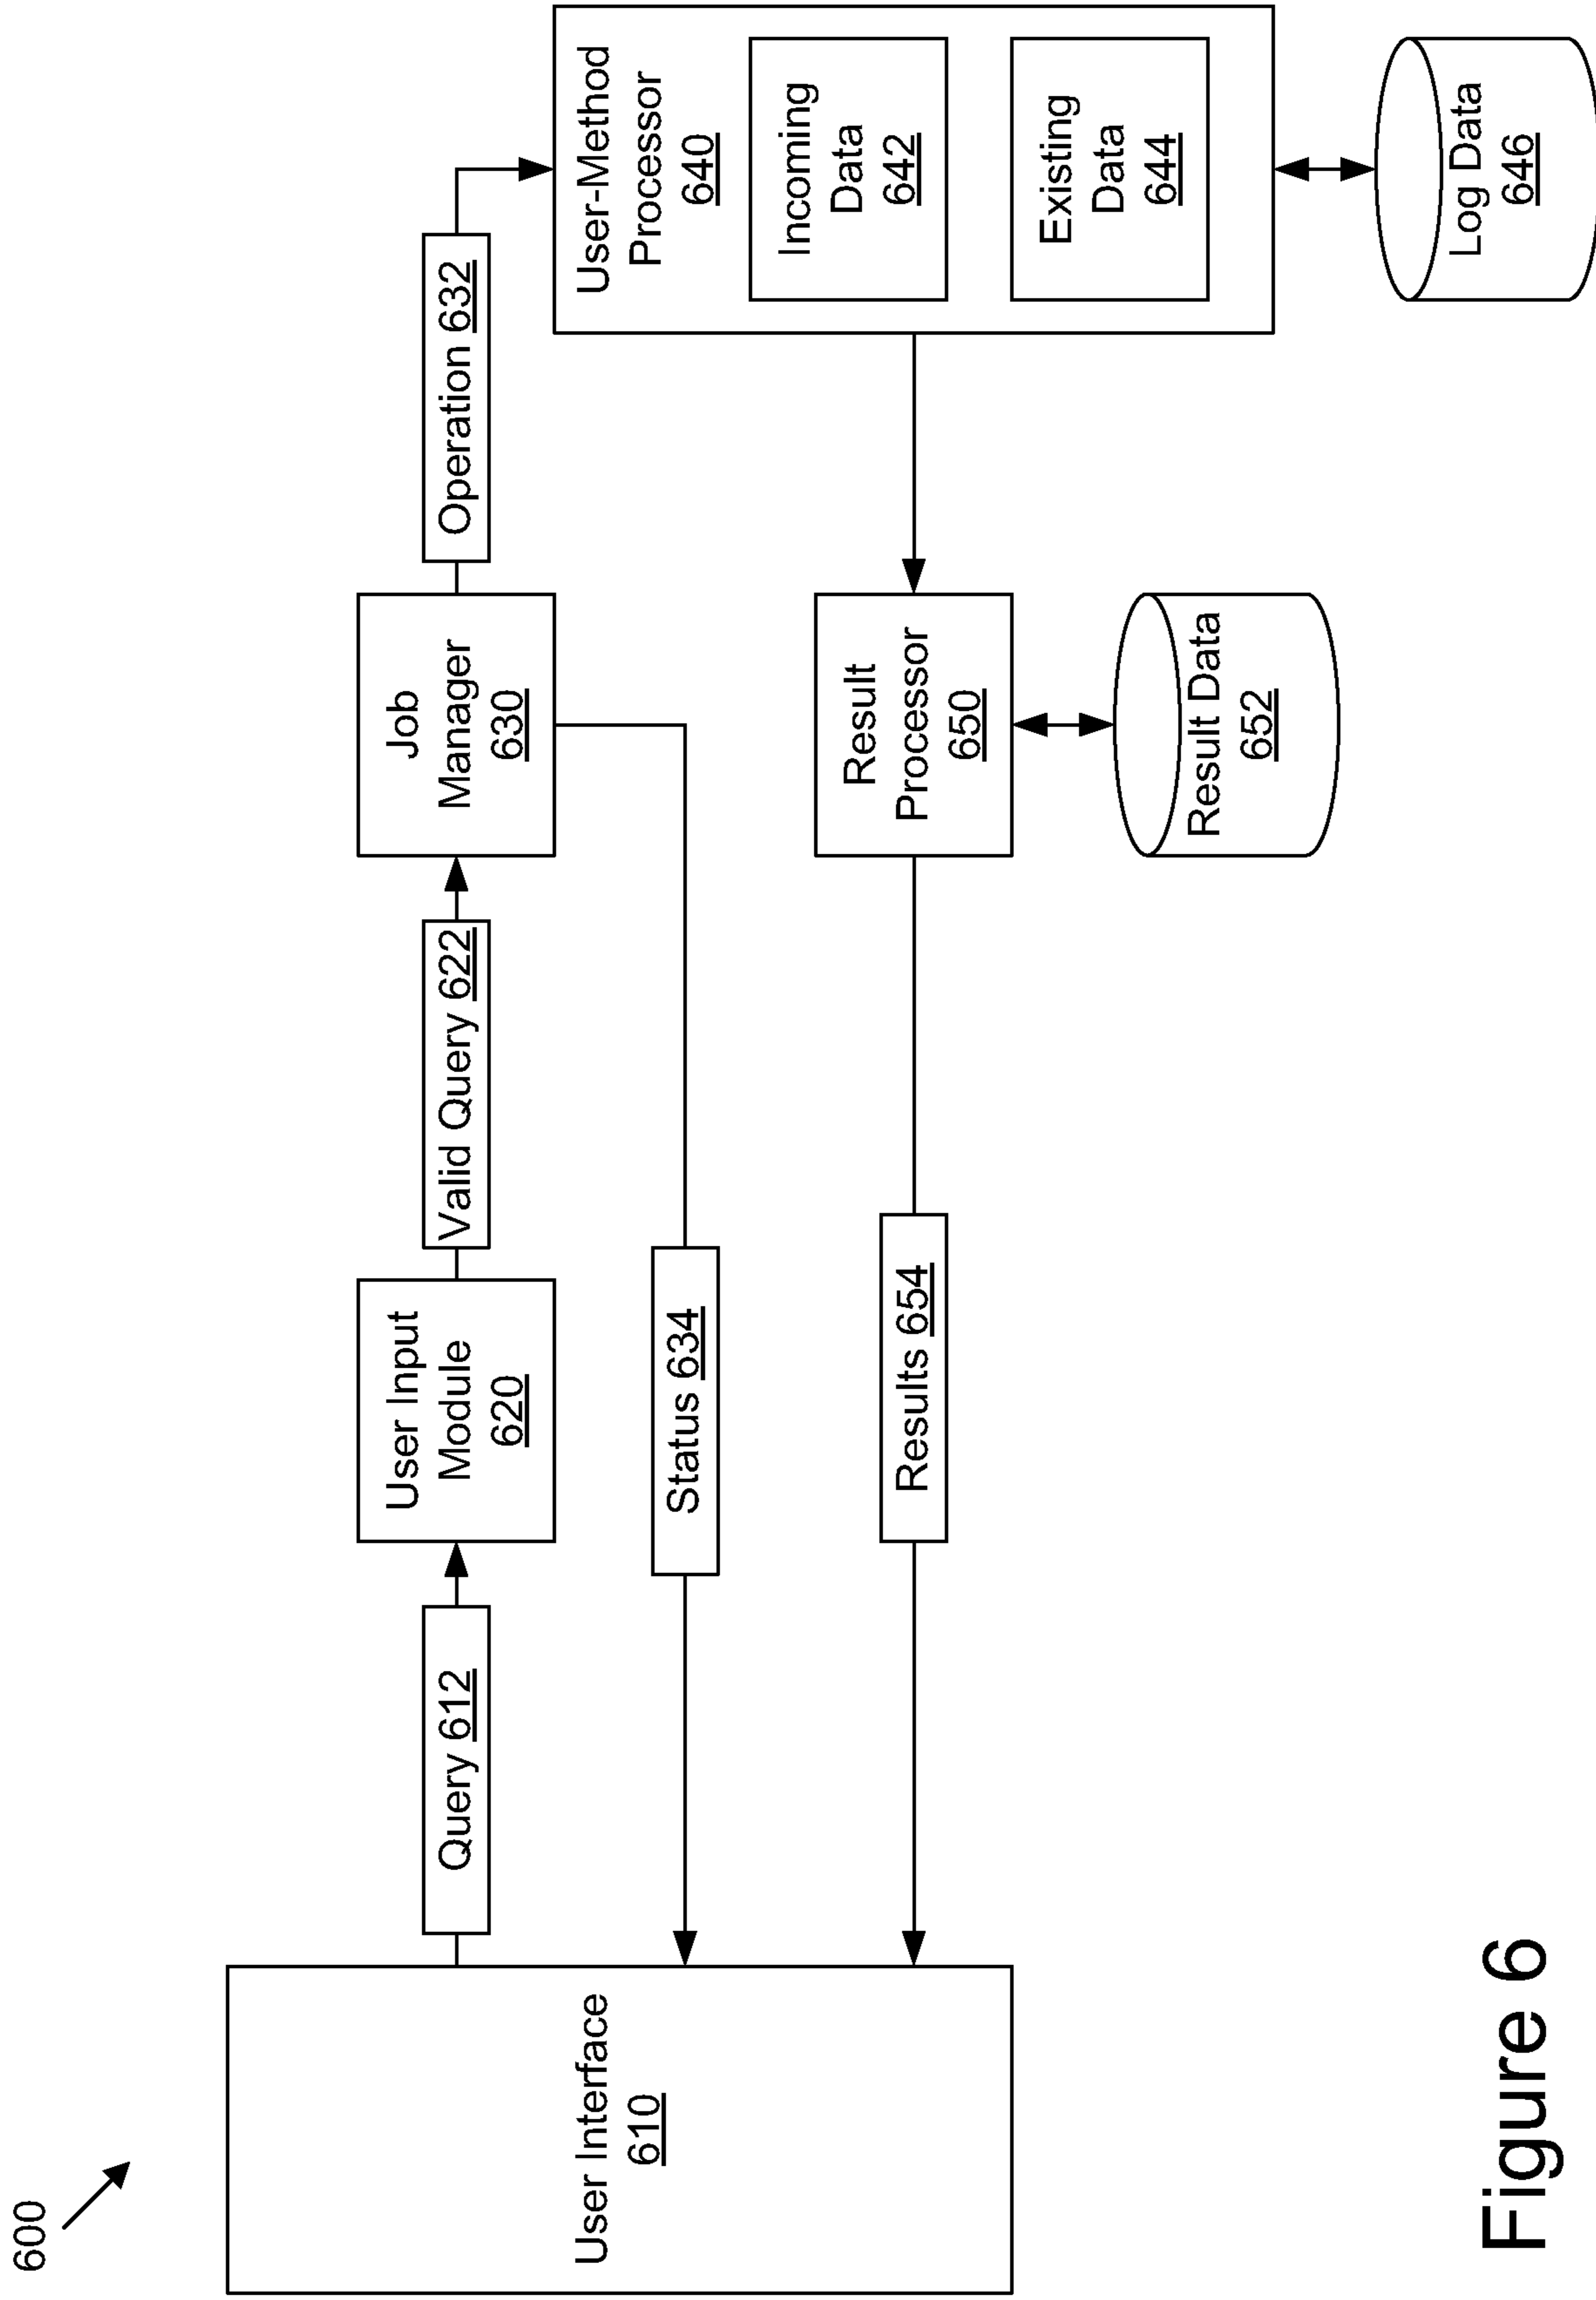 600
User Interface
610
Query 612
User Input
Module
620
Valid Query 622
Job
Manager
630
Operation 632
Status 634
User-Method
Processor
640
Incoming
Data
642
Existing
Data
644
Log Data
646
Result
Processor
650
Result Data
652
Results 654
Figure 6